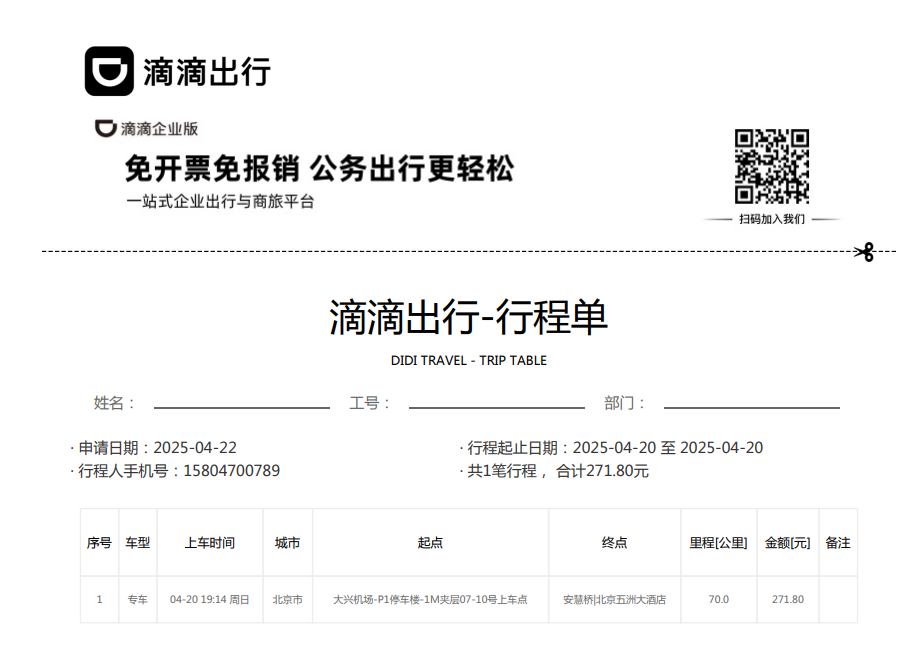 滴滴出行
滴滴企业版
免开票免报销 公务出行更轻松
一站式企业出行与商旅平台
扫码加入我们
滴滴出行-行程单
DIDI TRAVEL - TRIP TABLE
姓名： 工号： 部门：
· 申请日期：2025-04-22 · 行程起止日期：2025-04-20 至 2025-04-20
· 行程人手机号：15804700789 · 共1笔行程， 合计271.80元
序号 车型 上车时间 城市 起点 终点 里程[公里] 金额[元] 备注
1 专车 04-20 19:14 周日 北京市 大兴机场-P1停车楼-1M夹层07-10号上车点 安慧桥|北京五洲大酒店 70.0 271.80